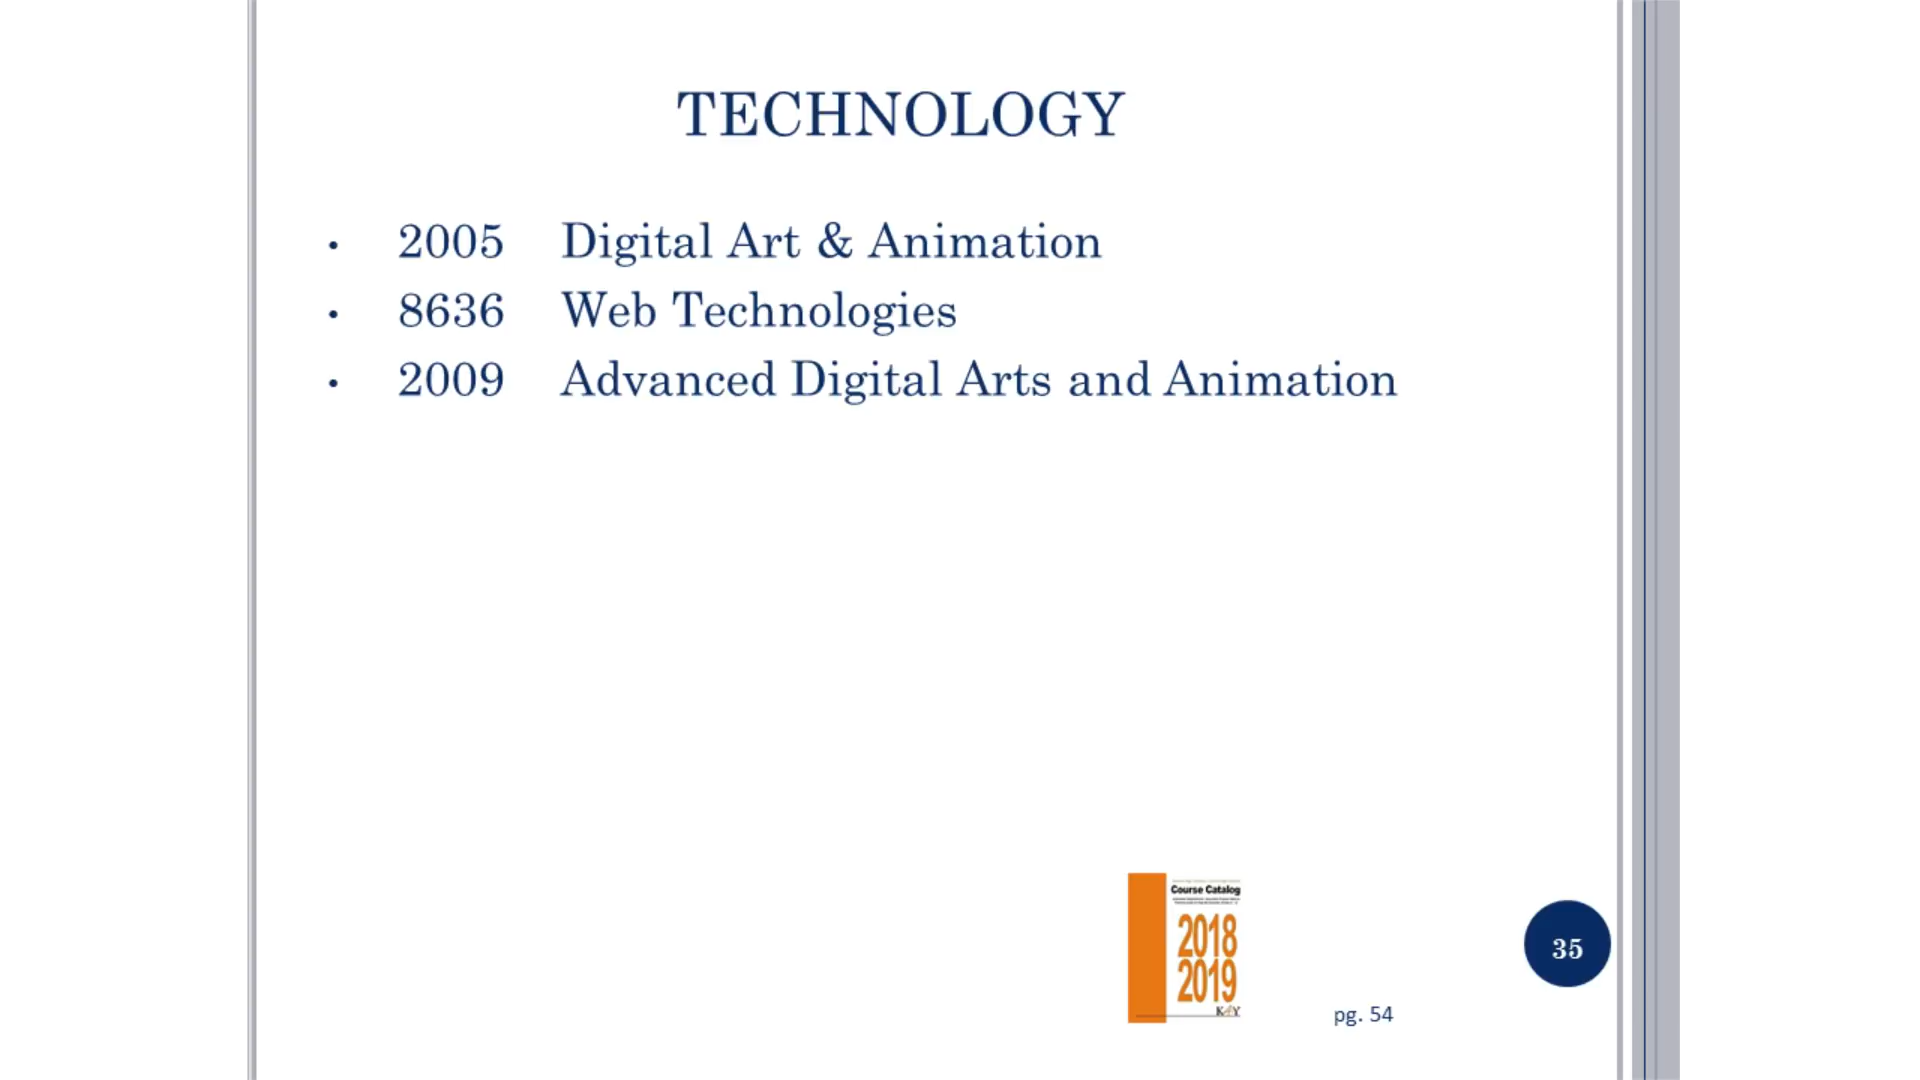 TECHNOLOGY
• 2005 Digital Art & Animation
• 8636 Web Technologies
• 2009 Advanced Digital Arts and Animation
Course Catalog
2018
2019
pg. 54
35